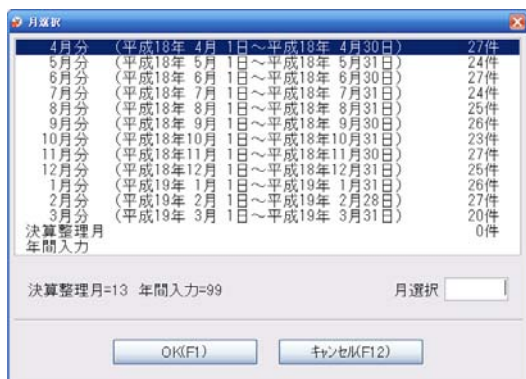 月選択
4月分 (平成18年 4月 1日～平成18年 4月30日) 27件
5月分 (平成18年 5月 1日～平成18年 5月31日) 24件
6月分 (平成18年 6月 1日～平成18年 6月30日) 27件
7月分 (平成18年 7月 1日～平成18年 7月31日) 24件
8月分 (平成18年 8月 1日～平成18年 8月31日) 25件
9月分 (平成18年 9月 1日～平成18年 9月30日) 26件
10月分 (平成18年10月 1日～平成18年10月31日) 23件
11月分 (平成18年11月 1日～平成18年11月30日) 27件
12月分 (平成18年12月 1日～平成18年12月31日) 25件
1月分 (平成19年 1月 1日～平成19年 1月31日) 26件
2月分 (平成19年 2月 1日～平成19年 2月28日) 27件
3月分 (平成19年 3月 1日～平成19年 3月31日) 20件
決算整理月 0件
年間入力
決算整理月=13 年間入力=99 月選択
OK(F1) キャンセル(F12)